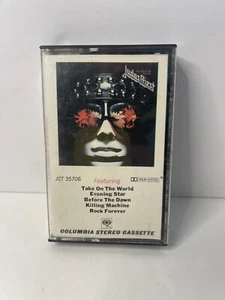 Judas Priest
JCT 35706
Featuring
Take On The World
Evening Star
Before The Dawn
Killing Machine
Rock Forever
COLUMBIA STEREO CASSETTE